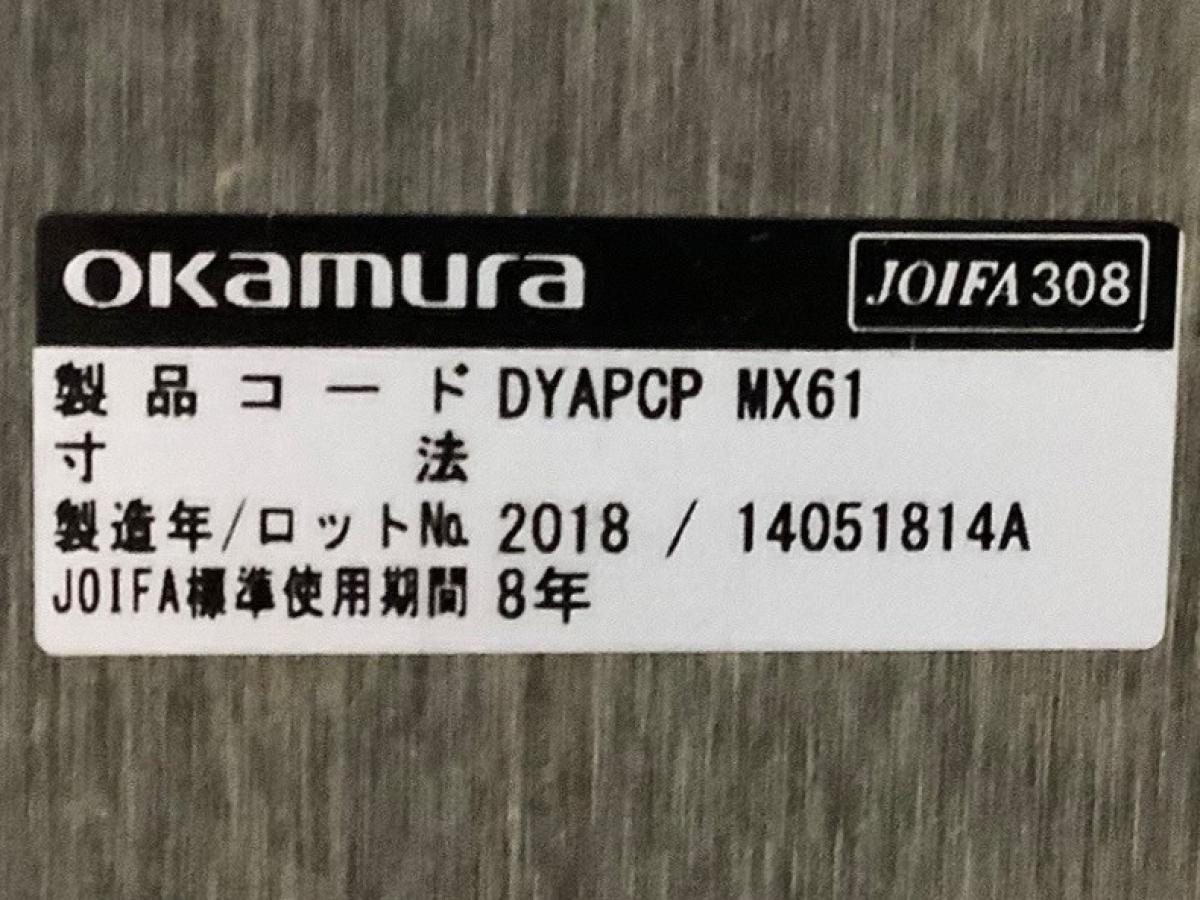 okamura
JOIFA308
製品コード DYAPCP MX61
寸法
製造年/ロット№ 2018 / 14051814A
JOIFA標準使用期間 8年